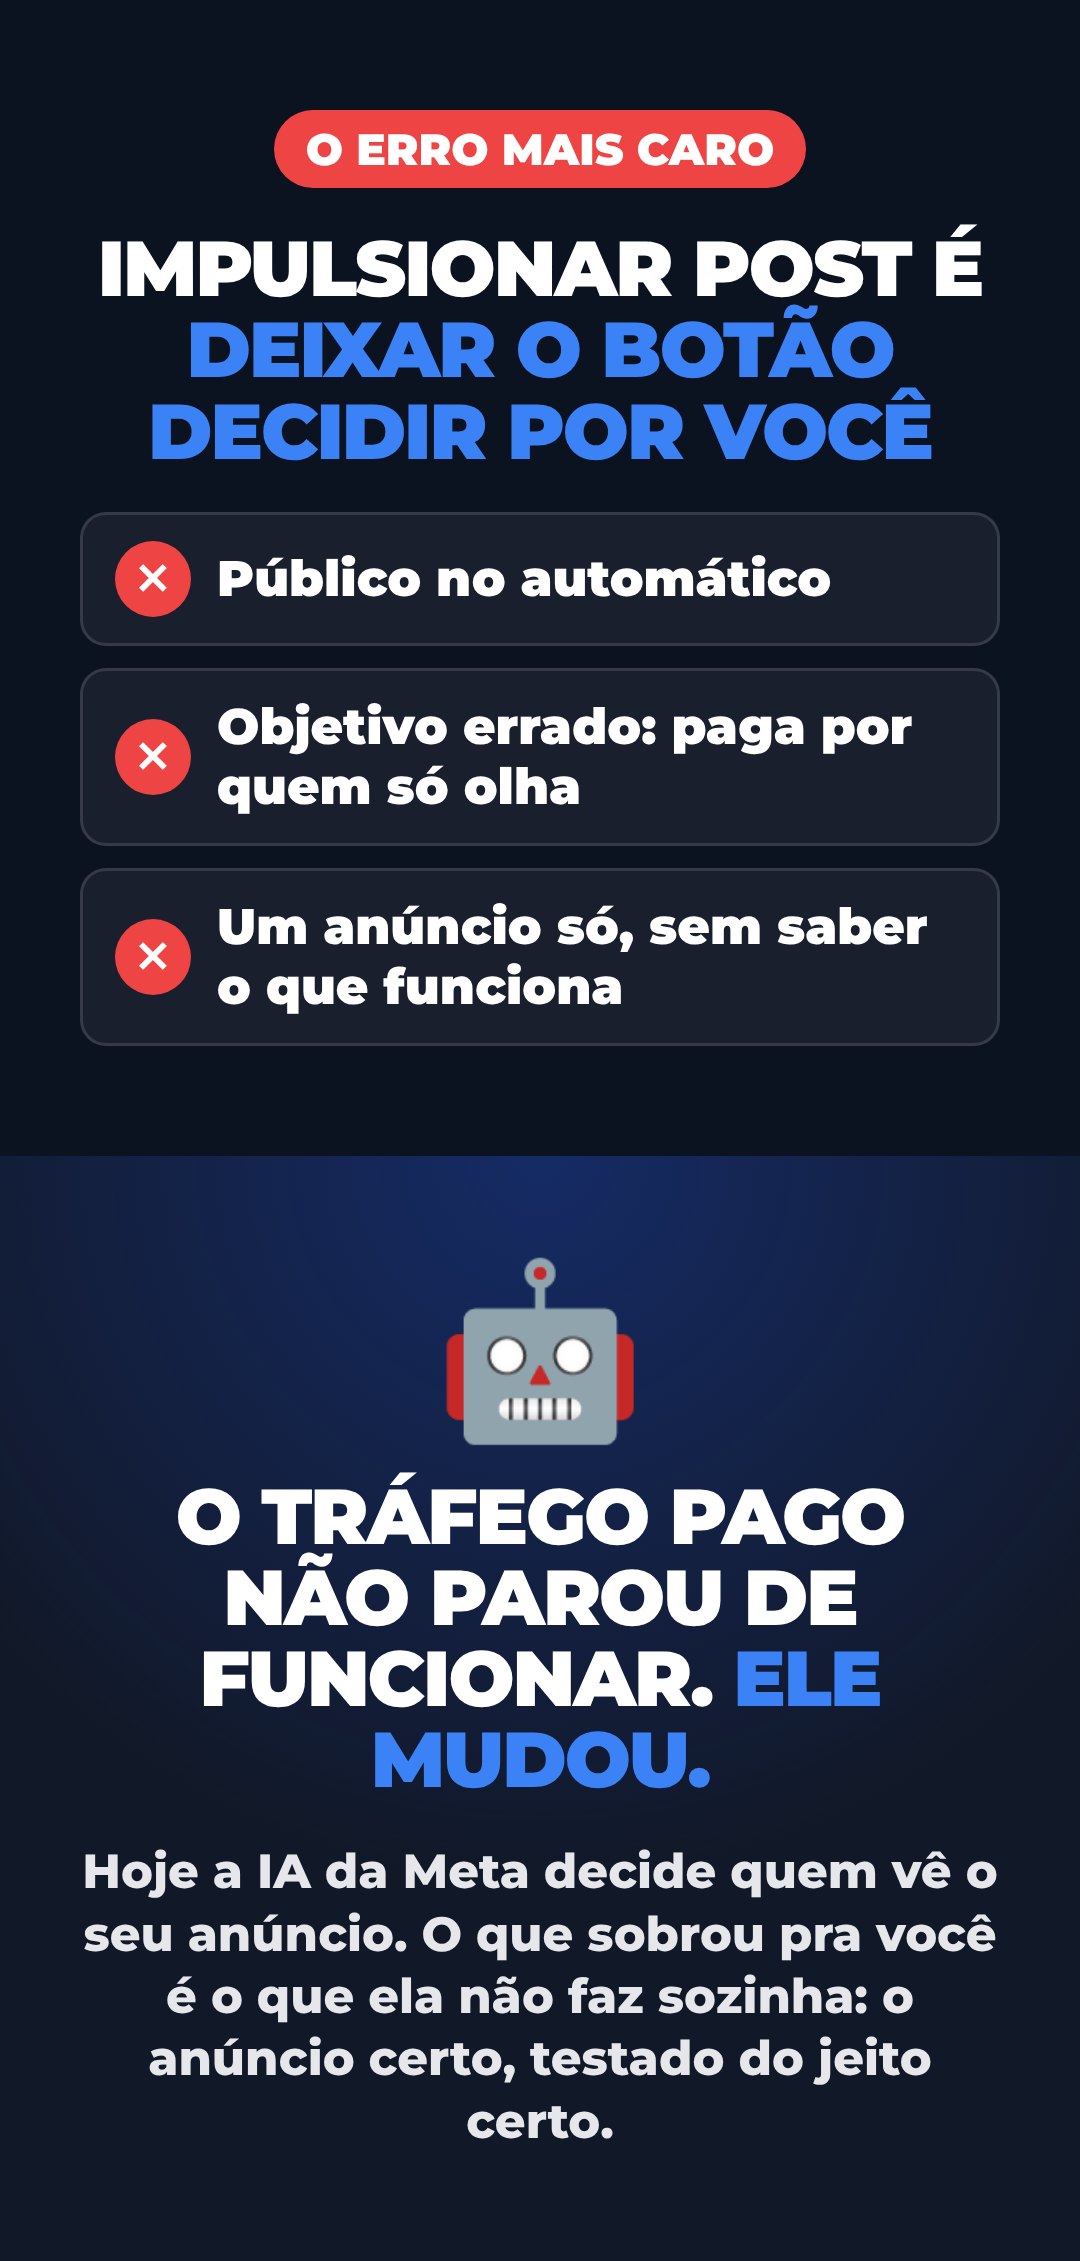 O ERRO MAIS CARO
IMPULSIONAR POST É
DEIXAR O BOTÃO
DECIDIR POR VOCÊ
Público no automático
Objetivo errado: paga por
quem só olha
Um anúncio só, sem saber
o que funciona
O TRÁFEGO PAGO
NÃO PAROU DE
FUNCIONAR. ELE
MUDOU.
Hoje a IA da Meta decide quem vê o
seu anúncio. O que sobrou pra você
é o que ela não faz sozinha: o
anúncio certo, testado do jeito
certo.